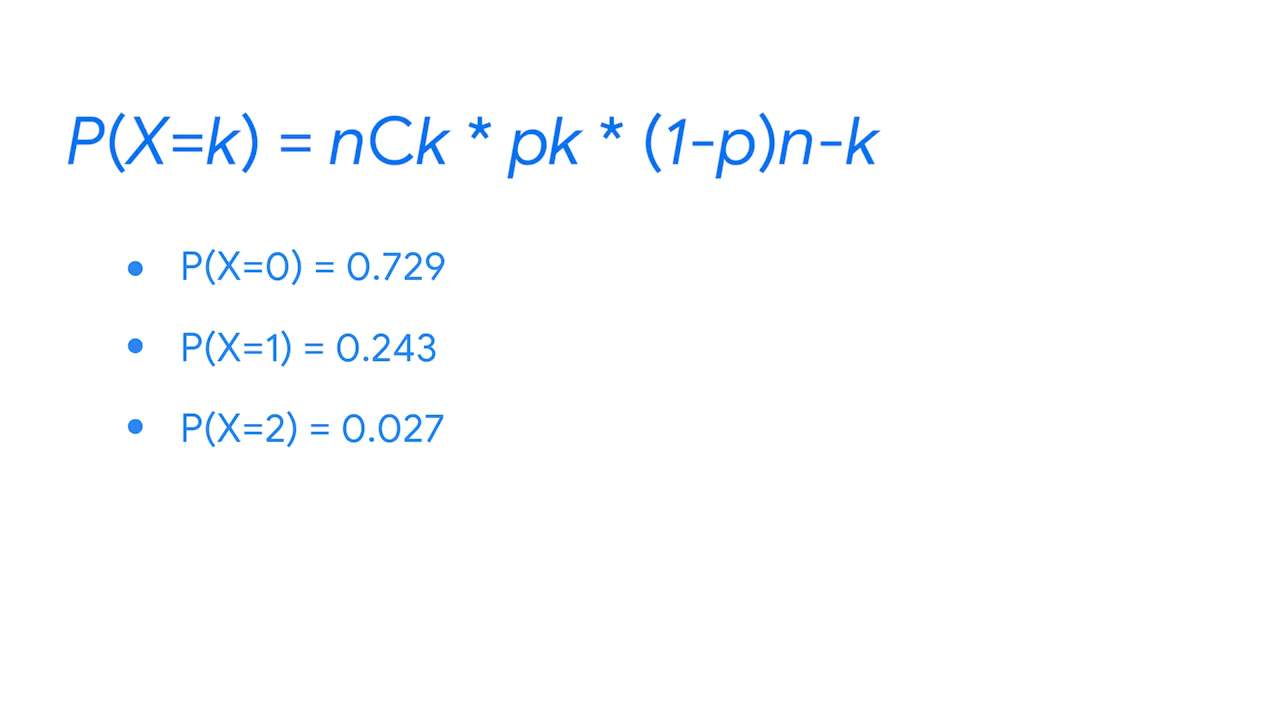 P(X=k) = nCk * pk * (1-p)n-k
• P(X=0) = 0.729
• P(X=1) = 0.243
• P(X=2) = 0.027